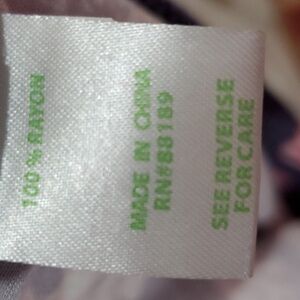 100% RAYON
MADE IN CHINA
RN#88189
SEE REVERSE
FOR CARE